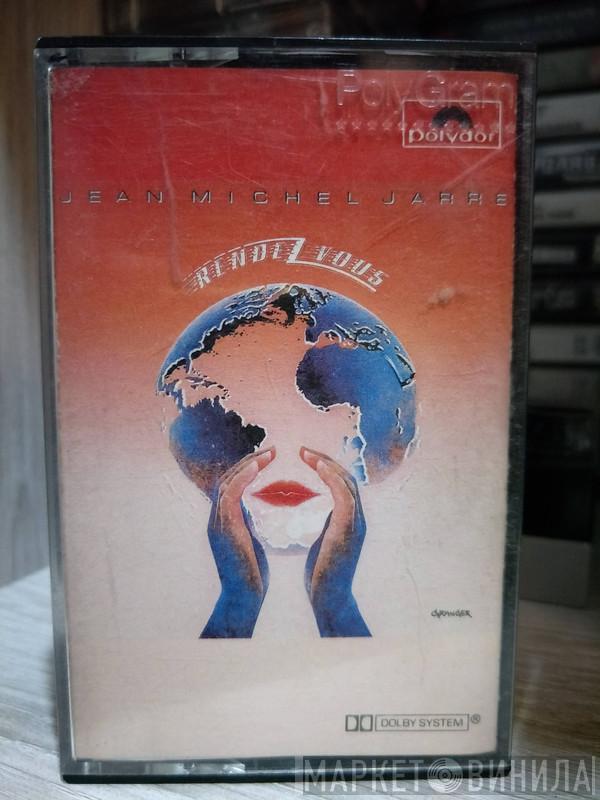 PolyGram
polydor
JEAN MICHEL JARRE
RENDEZ VOUS
GRANGER
DOLBY SYSTEM ®
МАРКЕТ ВИНИЛА